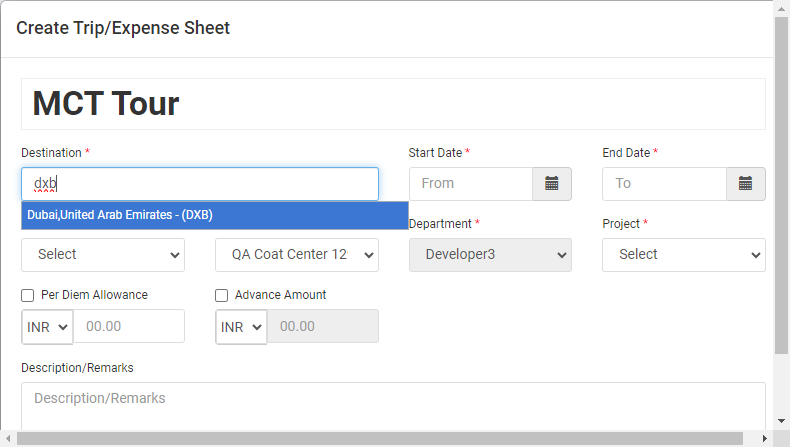 Create Trip/Expense Sheet
MCT Tour
Destination * Start Date * End Date *
dxb From To
Dubai,United Arab Emirates - (DXB)
Department * Project *
Select QA Coat Center 12 Developer3 Select
Per Diem Allowance Advance Amount
INR 00.00 INR 00.00
Description/Remarks
Description/Remarks